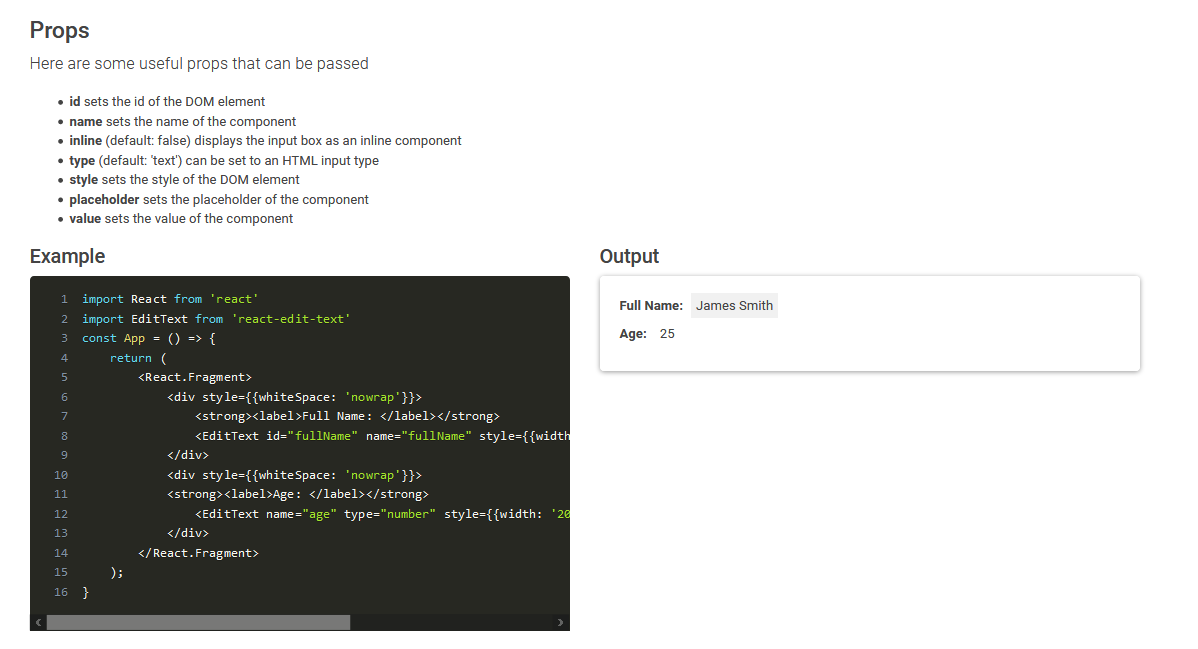 Props
Here are some useful props that can be passed
• id sets the id of the DOM element
• name sets the name of the component
• inline (default: false) displays the input box as an inline component
• type (default: 'text') can be set to an HTML input type
• style sets the style of the DOM element
• placeholder sets the placeholder of the component
• value sets the value of the component
Example
1 import React from 'react'
2 import EditText from 'react-edit-text'
3 const App = () => {
4     return (
5         <React.Fragment>
6             <div style={{whiteSpace: 'nowrap'}}>
7                 <strong><label>Full Name: </label></strong>
8                 <EditText id="fullName" name="fullName" style={{width
9             </div>
10             <div style={{whiteSpace: 'nowrap'}}>
11             <strong><label>Age: </label></strong>
12                 <EditText name="age" type="number" style={{width: '20
13             </div>
14         </React.Fragment>
15     );
16 }
Output
Full Name: James Smith
Age: 25